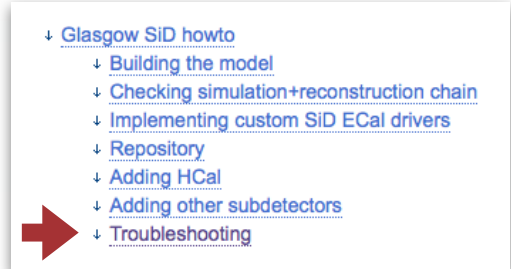 Glasgow SiD howto
Building the model
Checking simulation+reconstruction chain
Implementing custom SiD ECal drivers
Repository
Adding HCal
Adding other subdetectors
Troubleshooting